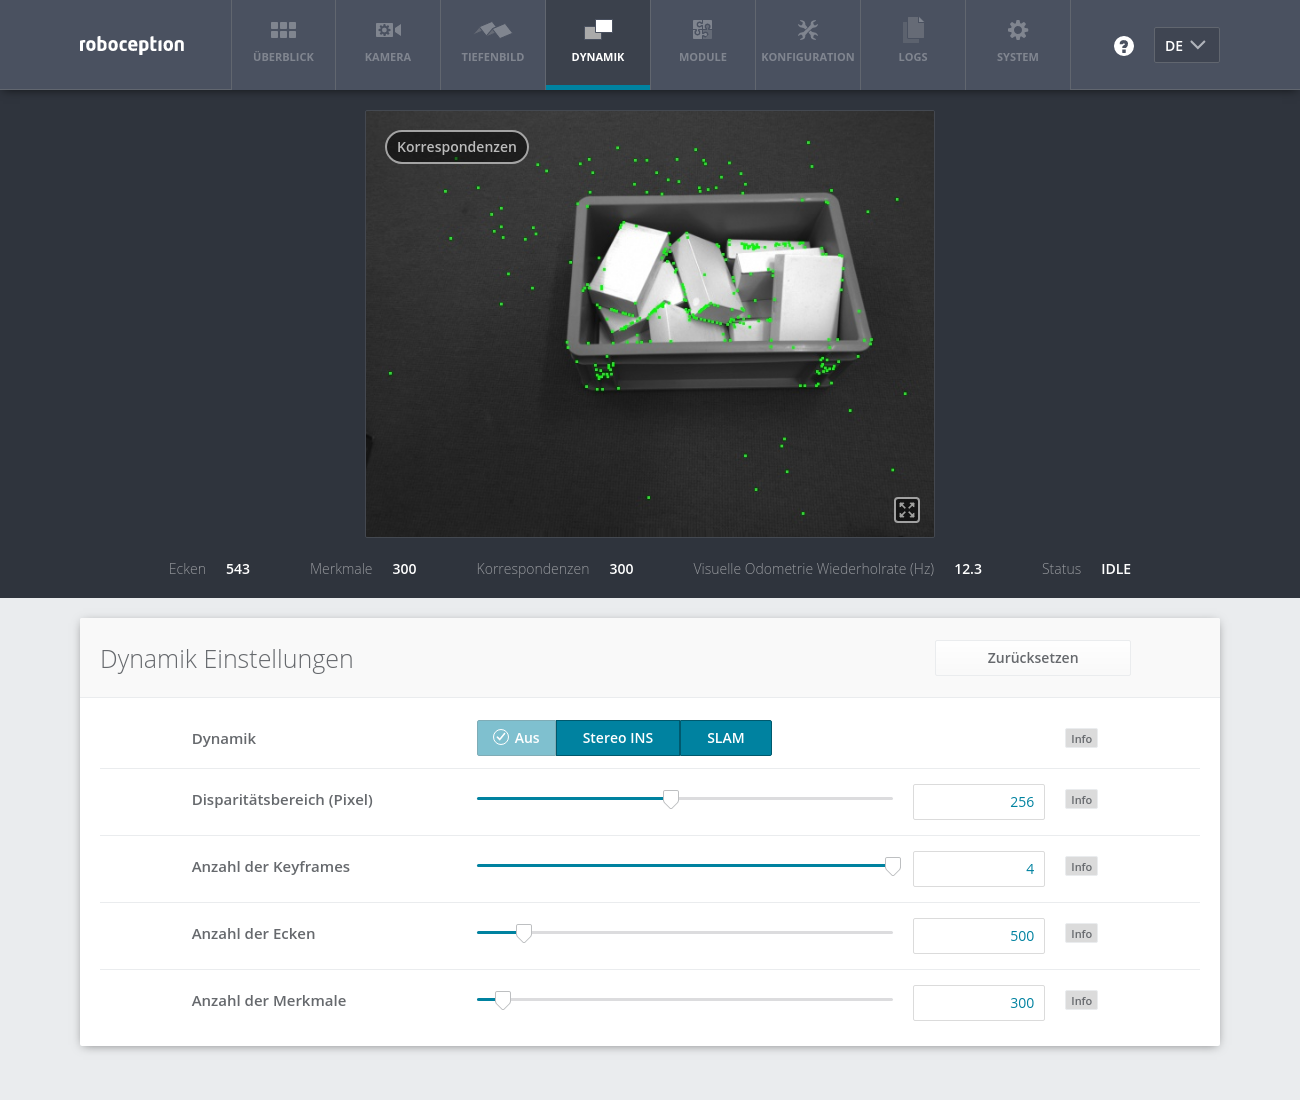 roboception
ÜBERBLICK
KAMERA
TIEFENBILD
DYNAMIK
MODULE
KONFIGURATION
LOGS
SYSTEM
?
DE
Korrespondenzen
Ecken 543 Merkmale 300 Korrespondenzen 300 Visuelle Odometrie Wiederholrate (Hz) 12.3 Status IDLE
Dynamik Einstellungen
Zurücksetzen
Dynamik Aus Stereo INS SLAM Info
Disparitätsbereich (Pixel) 256 Info
Anzahl der Keyframes 4 Info
Anzahl der Ecken 500 Info
Anzahl der Merkmale 300 Info